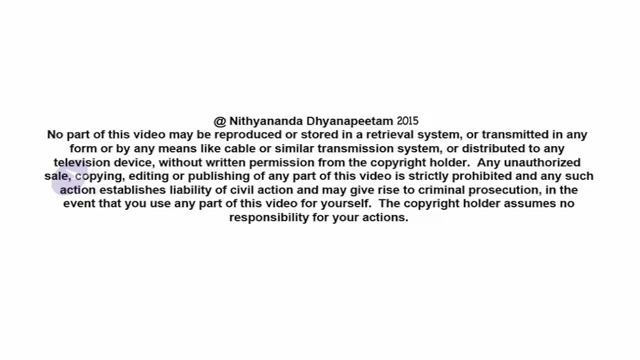 @ Nithyananda Dhyanapeetam 2015
No part of this video may be reproduced or stored in a retrieval system, or transmitted in any
form or by any means like cable or similar transmission system, or distributed to any
television device, without written permission from the copyright holder. Any unauthorized
sale, copying, editing or publishing of any part of this video is strictly prohibited and any such
action establishes liability of civil action and may give rise to criminal prosecution, in the
event that you use any part of this video for yourself. The copyright holder assumes no
responsibility for your actions.